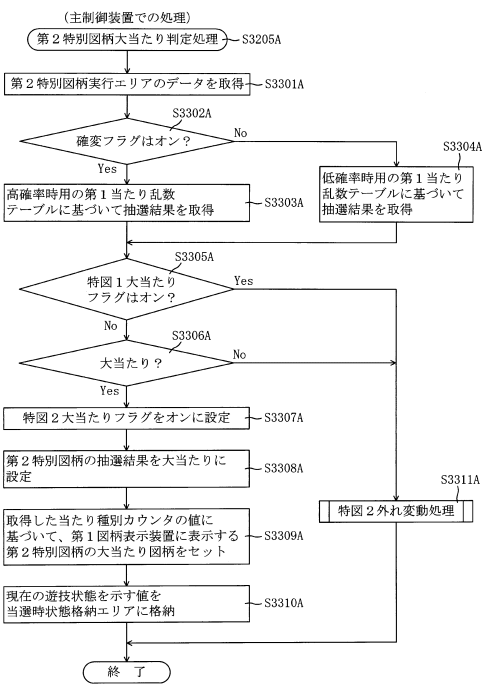 (主制御装置での処理)
第2特別図柄大当たり判定処理
S3205A
第2特別図柄実行エリアのデータを取得
S3301A
S3302A
確変フラグはオン?
No
Yes
S3304A
低確率時用の第1当たり
乱数テーブルに基づいて
抽選結果を取得
高確率時用の第1当たり乱数
テーブルに基づいて抽選結果を取得
S3303A
S3305A
特図1大当たり
フラグはオン?
Yes
No
S3306A
大当たり?
No
Yes
特図2大当たりフラグをオンに設定
S3307A
第2特別図柄の抽選結果を大当たりに
設定
S3308A
S3311A
特図2外れ変動処理
取得した当たり種別カウンタの値に
基づいて、第1図柄表示装置に表示する
第2特別図柄の大当たり図柄をセット
S3309A
現在の遊技状態を示す値を
当選時状態格納エリアに格納
S3310A
終 了